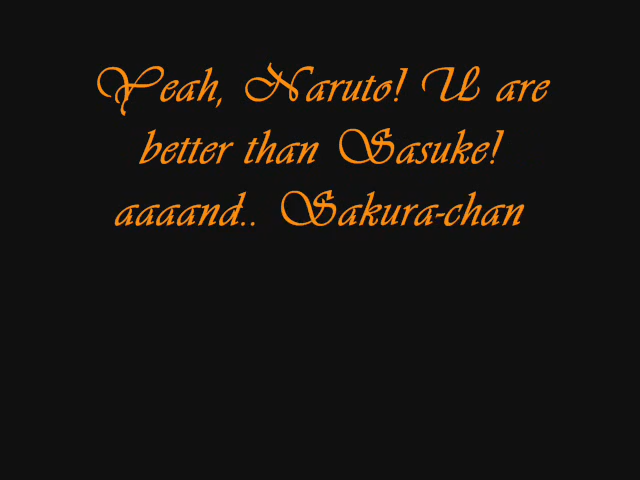 Yeah, Naruto! U are
better than Sasuke!
aaaand.. Sakura-chan